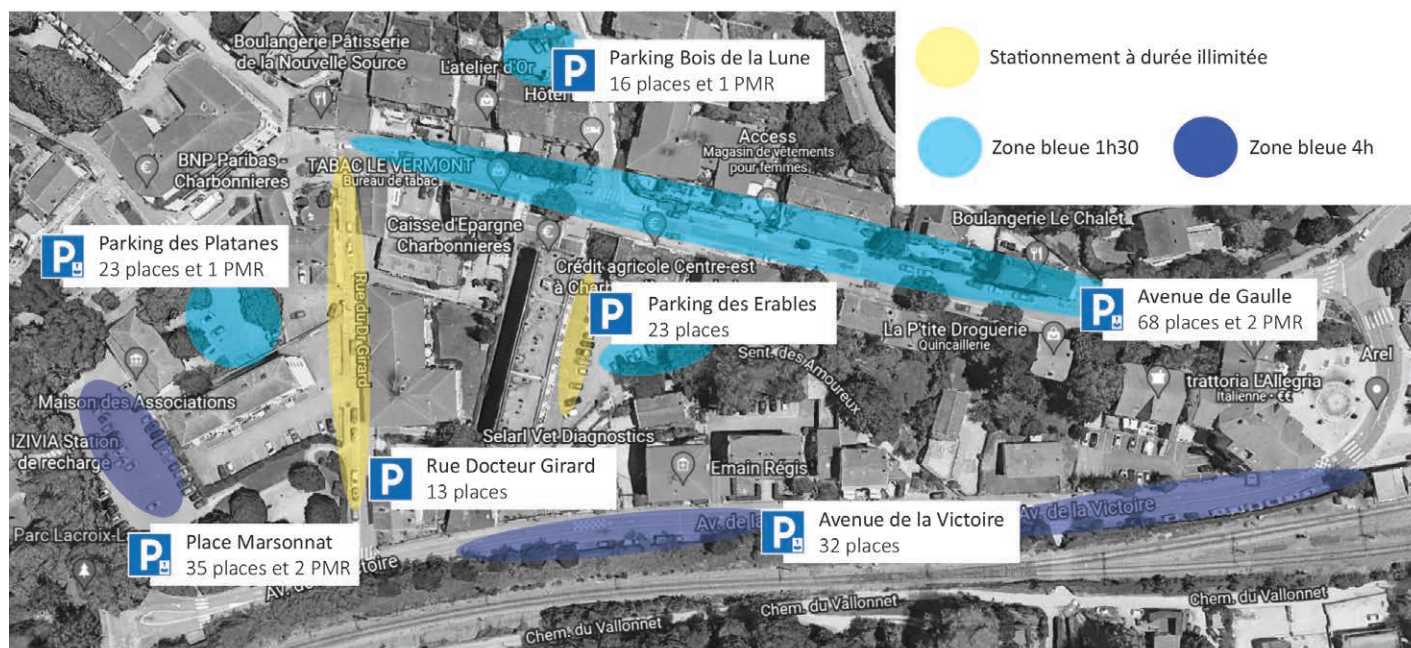 Boulangerie Pâtisserie
de la Nouvelle Source
L'atelier d'Or
Hôtel
P
Parking Bois de la Lune
16 places et 1 PMR
Stationnement à durée illimitée
Zone bleue 1h30
Zone bleue 4h
BNP Paribas -
Charbonnieres
TABAC LE VERMONT
Bureau de tabac
Access
Magasin de vêtements
pour femmes
Caisse d'Epargne
Charbonnieres
Boulangerie Le Chalet
P
Parking des Platanes
23 places et 1 PMR
Rue du Dr Girard
Crédit agricole Centre-est
à
P
Parking des Erables
23 places
P
Avenue de Gaulle
68 places et 2 PMR
La P'tite Droguerie
Quincaillerie
Sent. des Amoureux
Arel
trattoria L'Allegria
Italienne • €€
Maison des Associations
IZIVIA Station
de recharge
Selarl Vet Diagnostics
P
Rue Docteur Girard
13 places
Emain Régis
P
Place Marsonnat
35 places et 2 PMR
Parc
Av. de la
P
Avenue de la Victoire
32 places
Av. de la Victoire
Av.
Chem. du Vallonnet
Chem. du Vallonnet
Chem. du Vallonnet